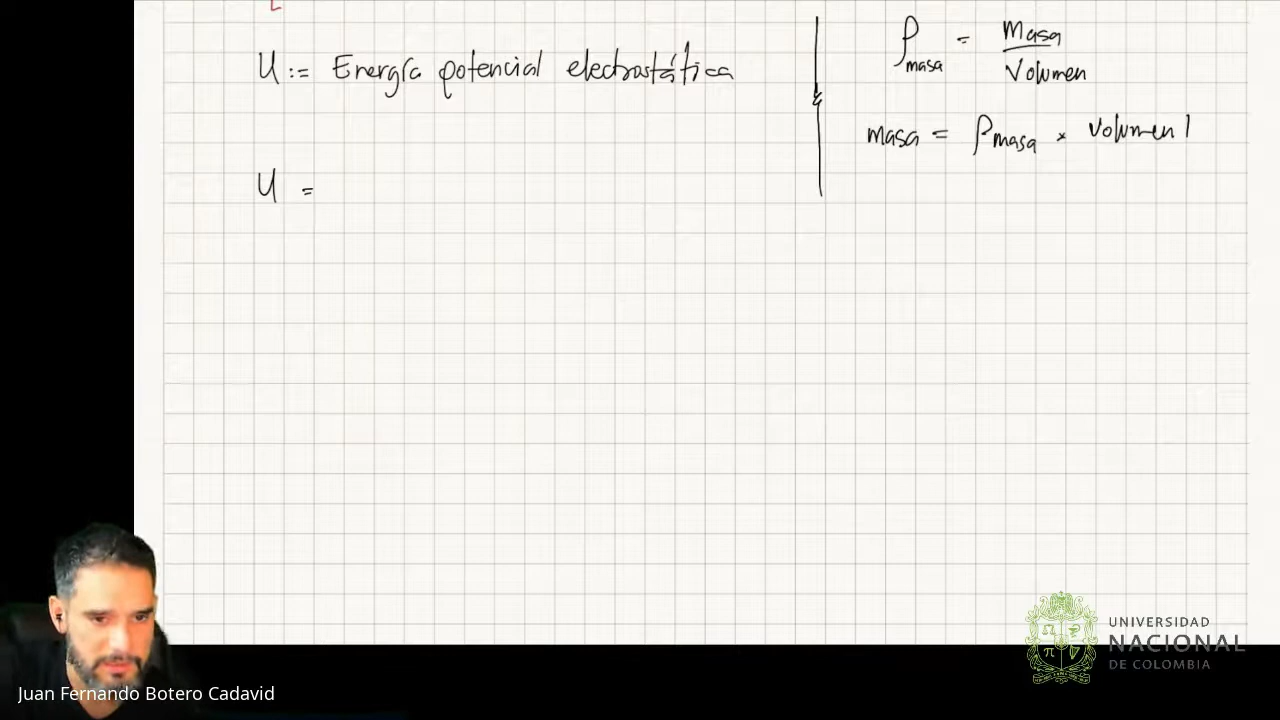 U := Energía potencial electrostática
ρmasa = Masa
Volumen
masa = ρmasa * volumen
U =
UNIVERSIDAD
NACIONAL
DE COLOMBIA
Juan Fernando Botero Cadavid